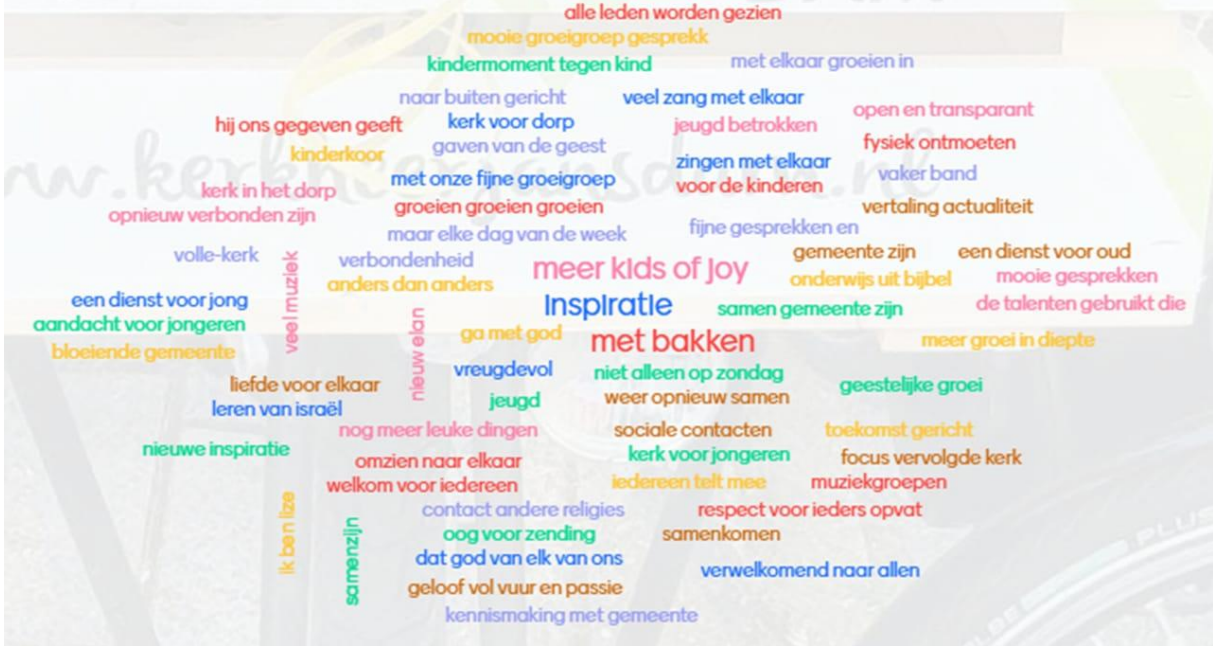 alle leden worden gezien
mooie groeigroep gesprekk
kindermoment tegen kind
met elkaar groeien in
naar buiten gericht
veel zang met elkaar
open en transparant
hij ons gegeven geeft
kerk voor dorp
jeugd betrokken
kinderkoor
gaven van de geest
fysiek ontmoeten
zingen met elkaar
vaker band
kerk in het dorp
met onze fijne groeigroep
voor de kinderen
opnieuw verbonden zijn
groeien groeien groeien
vertaling actualiteit
maar elke dag van de week
fijne gesprekken en
volle-kerk
veel muziek
verbondenheid
meer kids of joy
gemeente zijn
een dienst voor oud
anders dan anders
onderwijs uit bijbel
mooie gesprekken
een dienst voor jong
inspiratie
samen gemeente zijn
de talenten gebruikt die
aandacht voor jongeren
nieuw elan
ga met god
met bakken
meer groei in diepte
bloeiende gemeente
vreugdevol
niet alleen op zondag
liefde voor elkaar
geestelijke groei
jeugd
weer opnieuw samen
leren van israël
nog meer leuke dingen
sociale contacten
toekomst gericht
nieuwe inspiratie
omzien naar elkaar
kerk voor jongeren
focus vervolgde kerk
welkom voor iedereen
iedereen telt mee
muziekgroepen
ik ben lize
samenzijn
contact andere religies
respect voor ieders opvat
oog voor zending
samenkomen
dat god van elk van ons
verwelkomend naar allen
geloof vol vuur en passie
kennismaking met gemeente